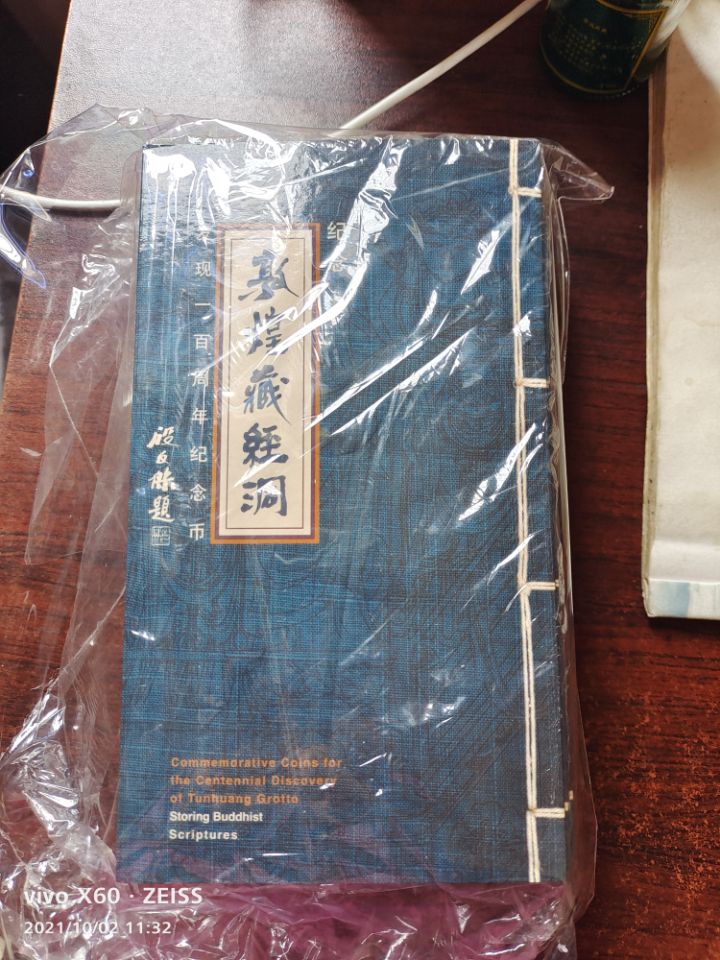 纪念
敦煌藏经洞
现一百周年纪念币
段文杰题
Commemorative Coins for
the Centennial Discovery
of Tunhuang Grotto
Storing Buddhist
Scriptures
vivo X60 · ZEISS
2021/10/02 11:32